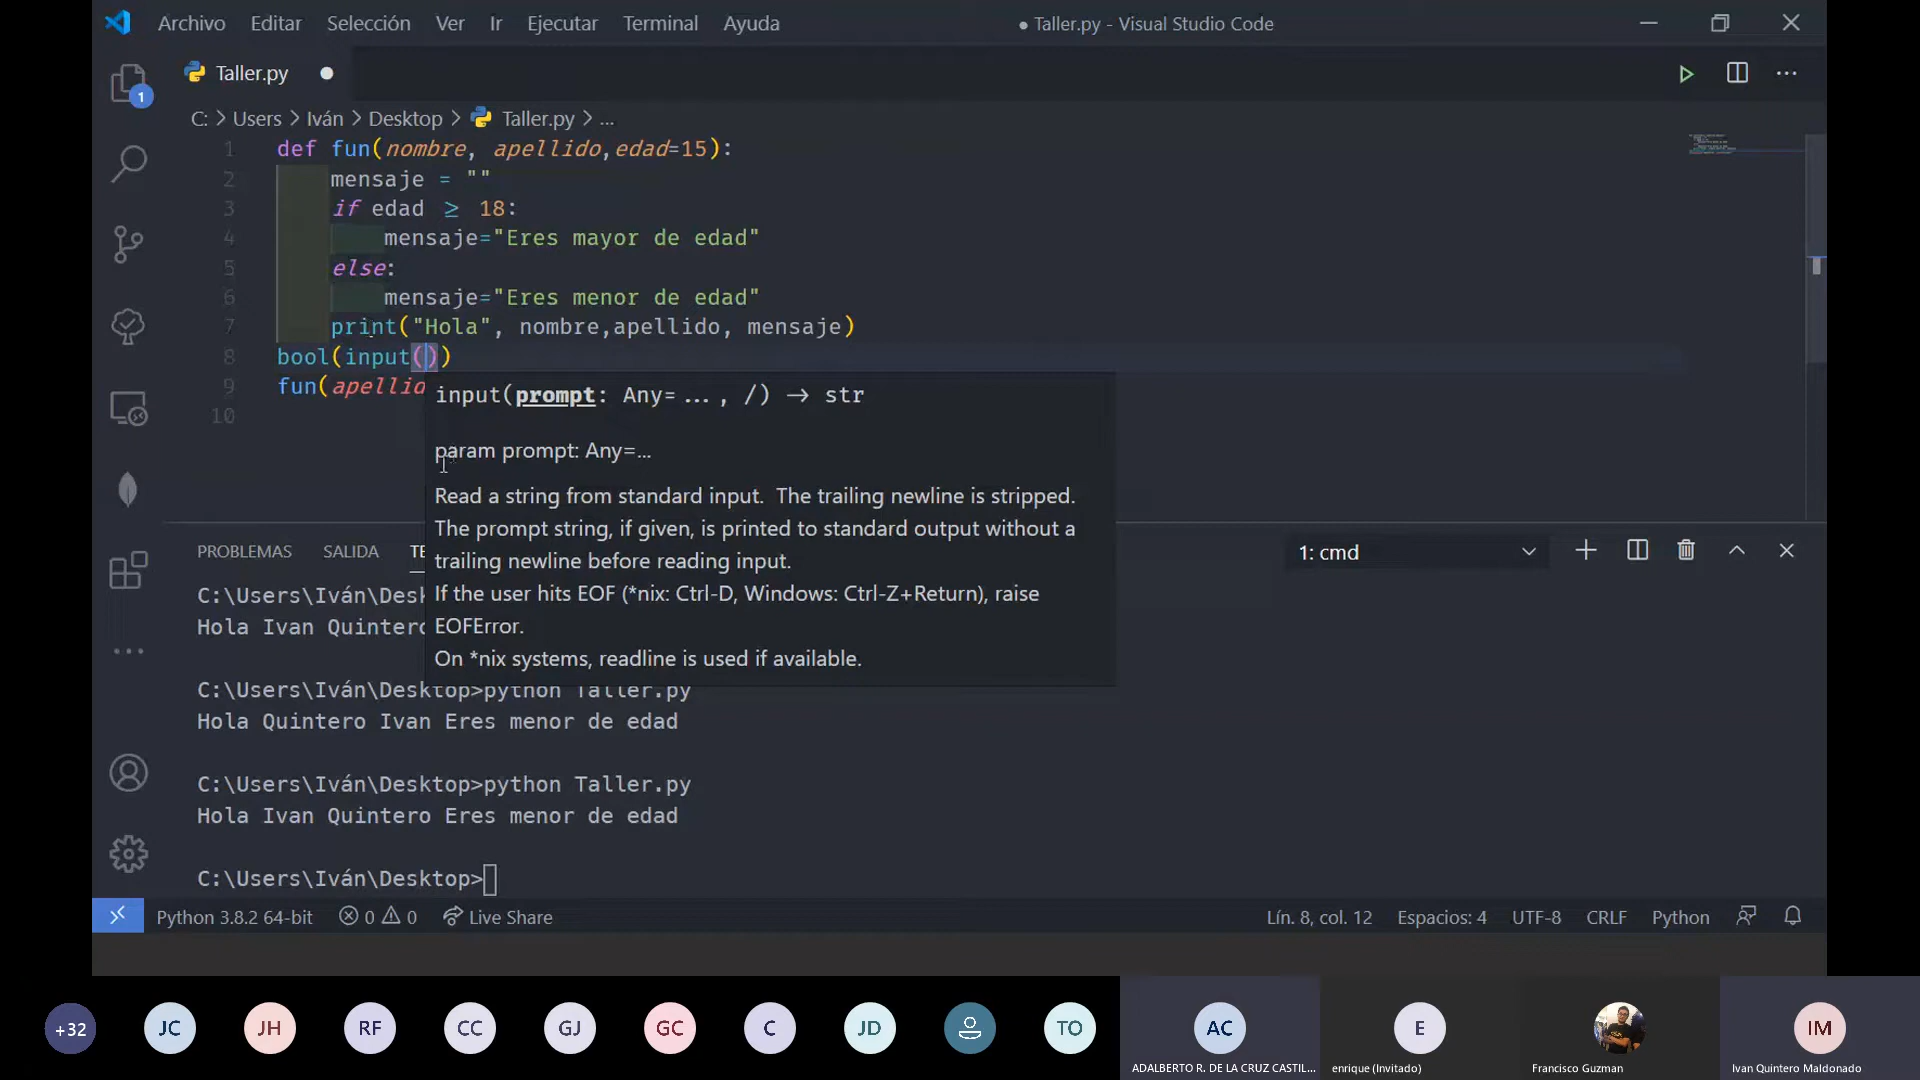 Archivo Editar Selección Ver Ir Ejecutar Terminal Ayuda ● Taller.py - Visual Studio Code
Taller.py ●
1
C: > Users > Iván > Desktop > Taller.py > ...
1 def fun(nombre, apellido,edad=15):
2 mensaje = ""
3 if edad ≥ 18:
4 mensaje="Eres mayor de edad"
5 else:
6 mensaje="Eres menor de edad"
7 print("Hola", nombre,apellido, mensaje)
8 bool(input())
9 fun(apellid
10
input(prompt: Any= ..., /) → str
param prompt: Any=...
Read a string from standard input. The trailing newline is stripped.
The prompt string, if given, is printed to standard output without a
trailing newline before reading input.
If the user hits EOF (*nix: Ctrl-D, Windows: Ctrl-Z+Return), raise
EOFError.
On *nix systems, readline is used if available.
PROBLEMAS SALIDA TE 1: cmd
C:\Users\Iván\Desk
Hola Ivan Quintero
C:\Users\Iván\Desktop>python Taller.py
Hola Quintero Ivan Eres menor de edad
C:\Users\Iván\Desktop>python Taller.py
Hola Ivan Quintero Eres menor de edad
C:\Users\Iván\Desktop>
Python 3.8.2 64-bit 0 0 Live Share Lín. 8, col. 12 Espacios: 4 UTF-8 CRLF Python
+32 JC JH RF CC GJ GC C JD TO AC E IM
ADALBERTO R. DE LA CRUZ CASTIL... enrique (Invitado) Francisco Guzman Ivan Quintero Maldonado